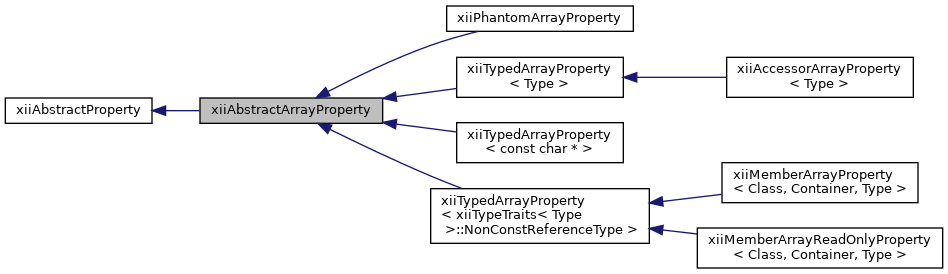 xiiAbstractProperty
xiiAbstractArrayProperty
xiiPhantomArrayProperty
xiiTypedArrayProperty
< Type >
xiiAccessorArrayProperty
< Type >
xiiTypedArrayProperty
< const char * >
xiiTypedArrayProperty
< xiiTypeTraits< Type
>::NonConstReferenceType >
xiiMemberArrayProperty
< Class, Container, Type >
xiiMemberArrayReadOnlyProperty
< Class, Container, Type >